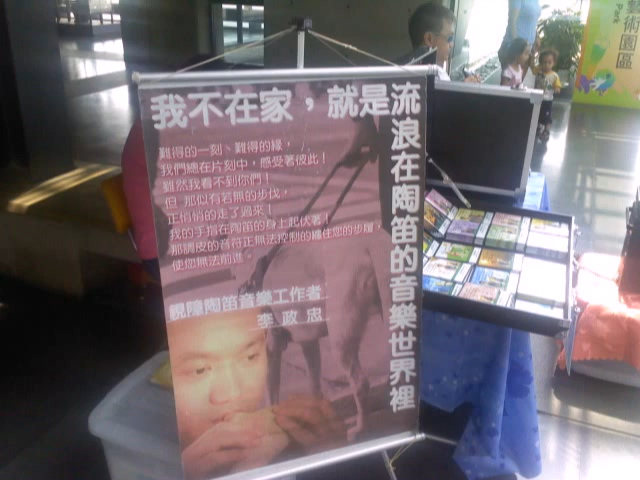 我不在家，就是
流浪在陶笛的音樂世界裡
難得的一刻、難得的緣，
我們總在片刻中，感受著彼此！
雖然我看不到你們！
但 那似有若無的步伐，
正悄悄的走了過來！
我的手指在陶笛的身上起伏著！
那調皮的音符正無法控制的纏住您的步履，
使您無法前進。
視障陶笛音樂工作者
李政忠
藝術園區
Park